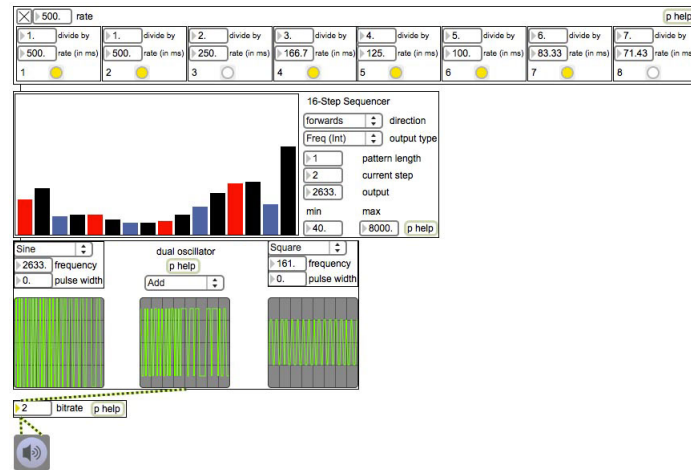 500. rate p help
1. divide by 1. divide by 2. divide by 3. divide by 4. divide by 5. divide by 6. divide by 7. divide by
500. rate (in ms) 500. rate (in ms) 250. rate (in ms) 166.7 rate (in ms) 125. rate (in ms) 100. rate (in ms) 83.33 rate (in ms) 71.43 rate (in ms)
1 2 3 4 5 6 7 8
16-Step Sequencer
forwards direction
Freq (Int) output type
1 pattern length
2 current step
2633. output
min max
40. 8000. p help
Sine dual oscillator Square
2633. frequency p help 161. frequency
0. pulse width Add 0. pulse width
2 bitrate p help